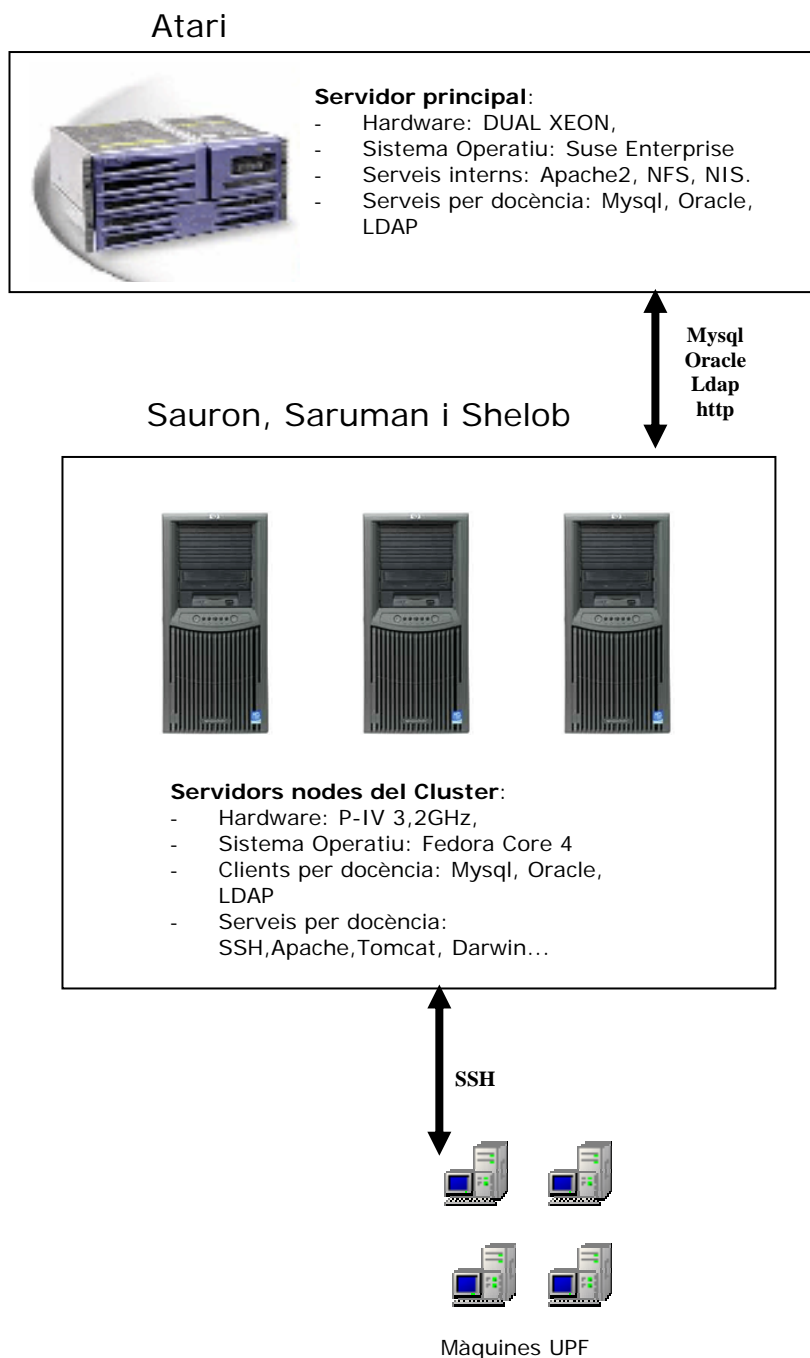 Atari
Servidor principal:
- Hardware: DUAL XEON,
- Sistema Operatiu: Suse Enterprise
- Serveis interns: Apache2, NFS, NIS.
- Serveis per docència: Mysql, Oracle,
LDAP
Mysql
Oracle
Ldap
http
Sauron, Saruman i Shelob
Servidors nodes del Cluster:
- Hardware: P-IV 3,2GHz,
- Sistema Operatiu: Fedora Core 4
- Clients per docència: Mysql, Oracle,
LDAP
- Serveis per docència:
SSH,Apache,Tomcat, Darwin...
SSH
Màquines UPF